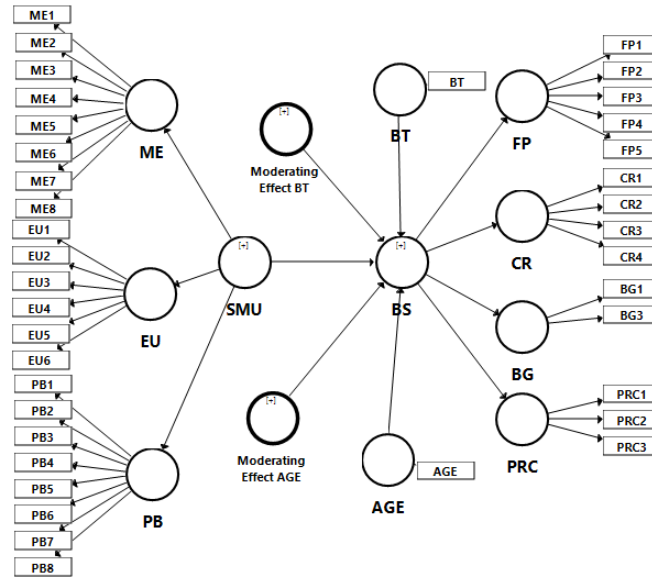 ME1
ME2
ME3
ME4
ME5
ME6
ME7
ME8
ME
EU1
EU2
EU3
EU4
EU5
EU6
EU
PB1
PB2
PB3
PB4
PB5
PB6
PB7
PB8
PB
[+]
SMU
[+]
Moderating
Effect BT
[+]
Moderating
Effect AGE
BT
BT
[+]
BS
AGE
AGE
FP
FP1
FP2
FP3
FP4
FP5
CR
CR1
CR2
CR3
CR4
BG
BG1
BG3
PRC
PRC1
PRC2
PRC3